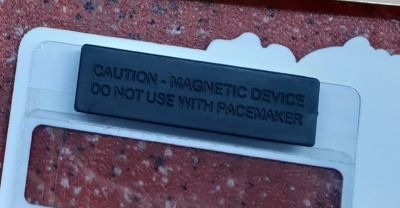 CAUTION - MAGNETIC DEVICE
DO NOT USE WITH PACEMAKER